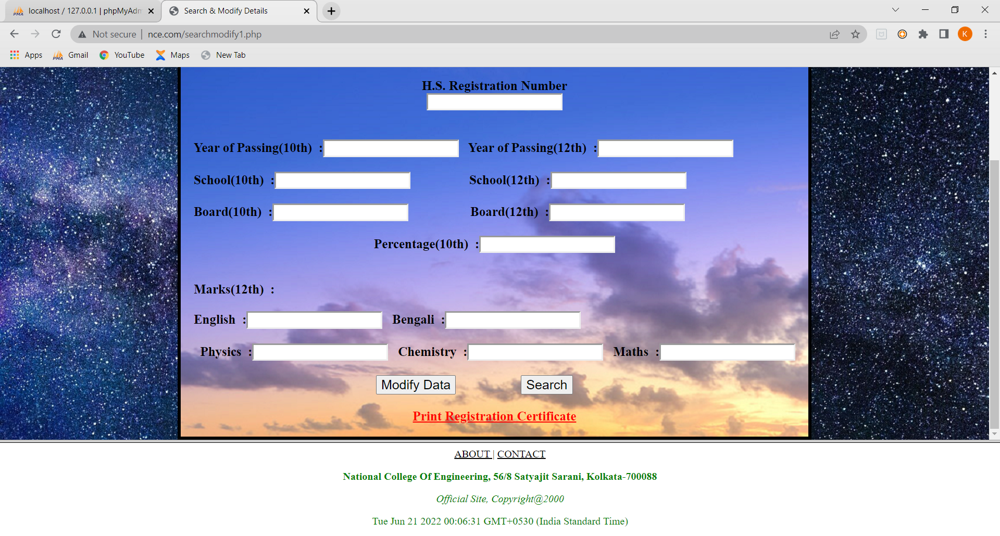 localhost / 127.0.0.1 | phpMyAdm
Search & Modify Details
Not secure | nce.com/searchmodify1.php
K
Apps PMA Gmail YouTube Maps New Tab
H.S. Registration Number
Year of Passing(10th) : Year of Passing(12th) :
School(10th) : School(12th) :
Board(10th) : Board(12th) :
Percentage(10th) :
Marks(12th) :
English : Bengali :
Physics : Chemistry : Maths :
Modify Data Search
Print Registration Certificate
ABOUT | CONTACT
National College Of Engineering, 56/8 Satyajit Sarani, Kolkata-700088
Official Site, Copyright@2000
Tue Jun 21 2022 00:06:31 GMT+0530 (India Standard Time)